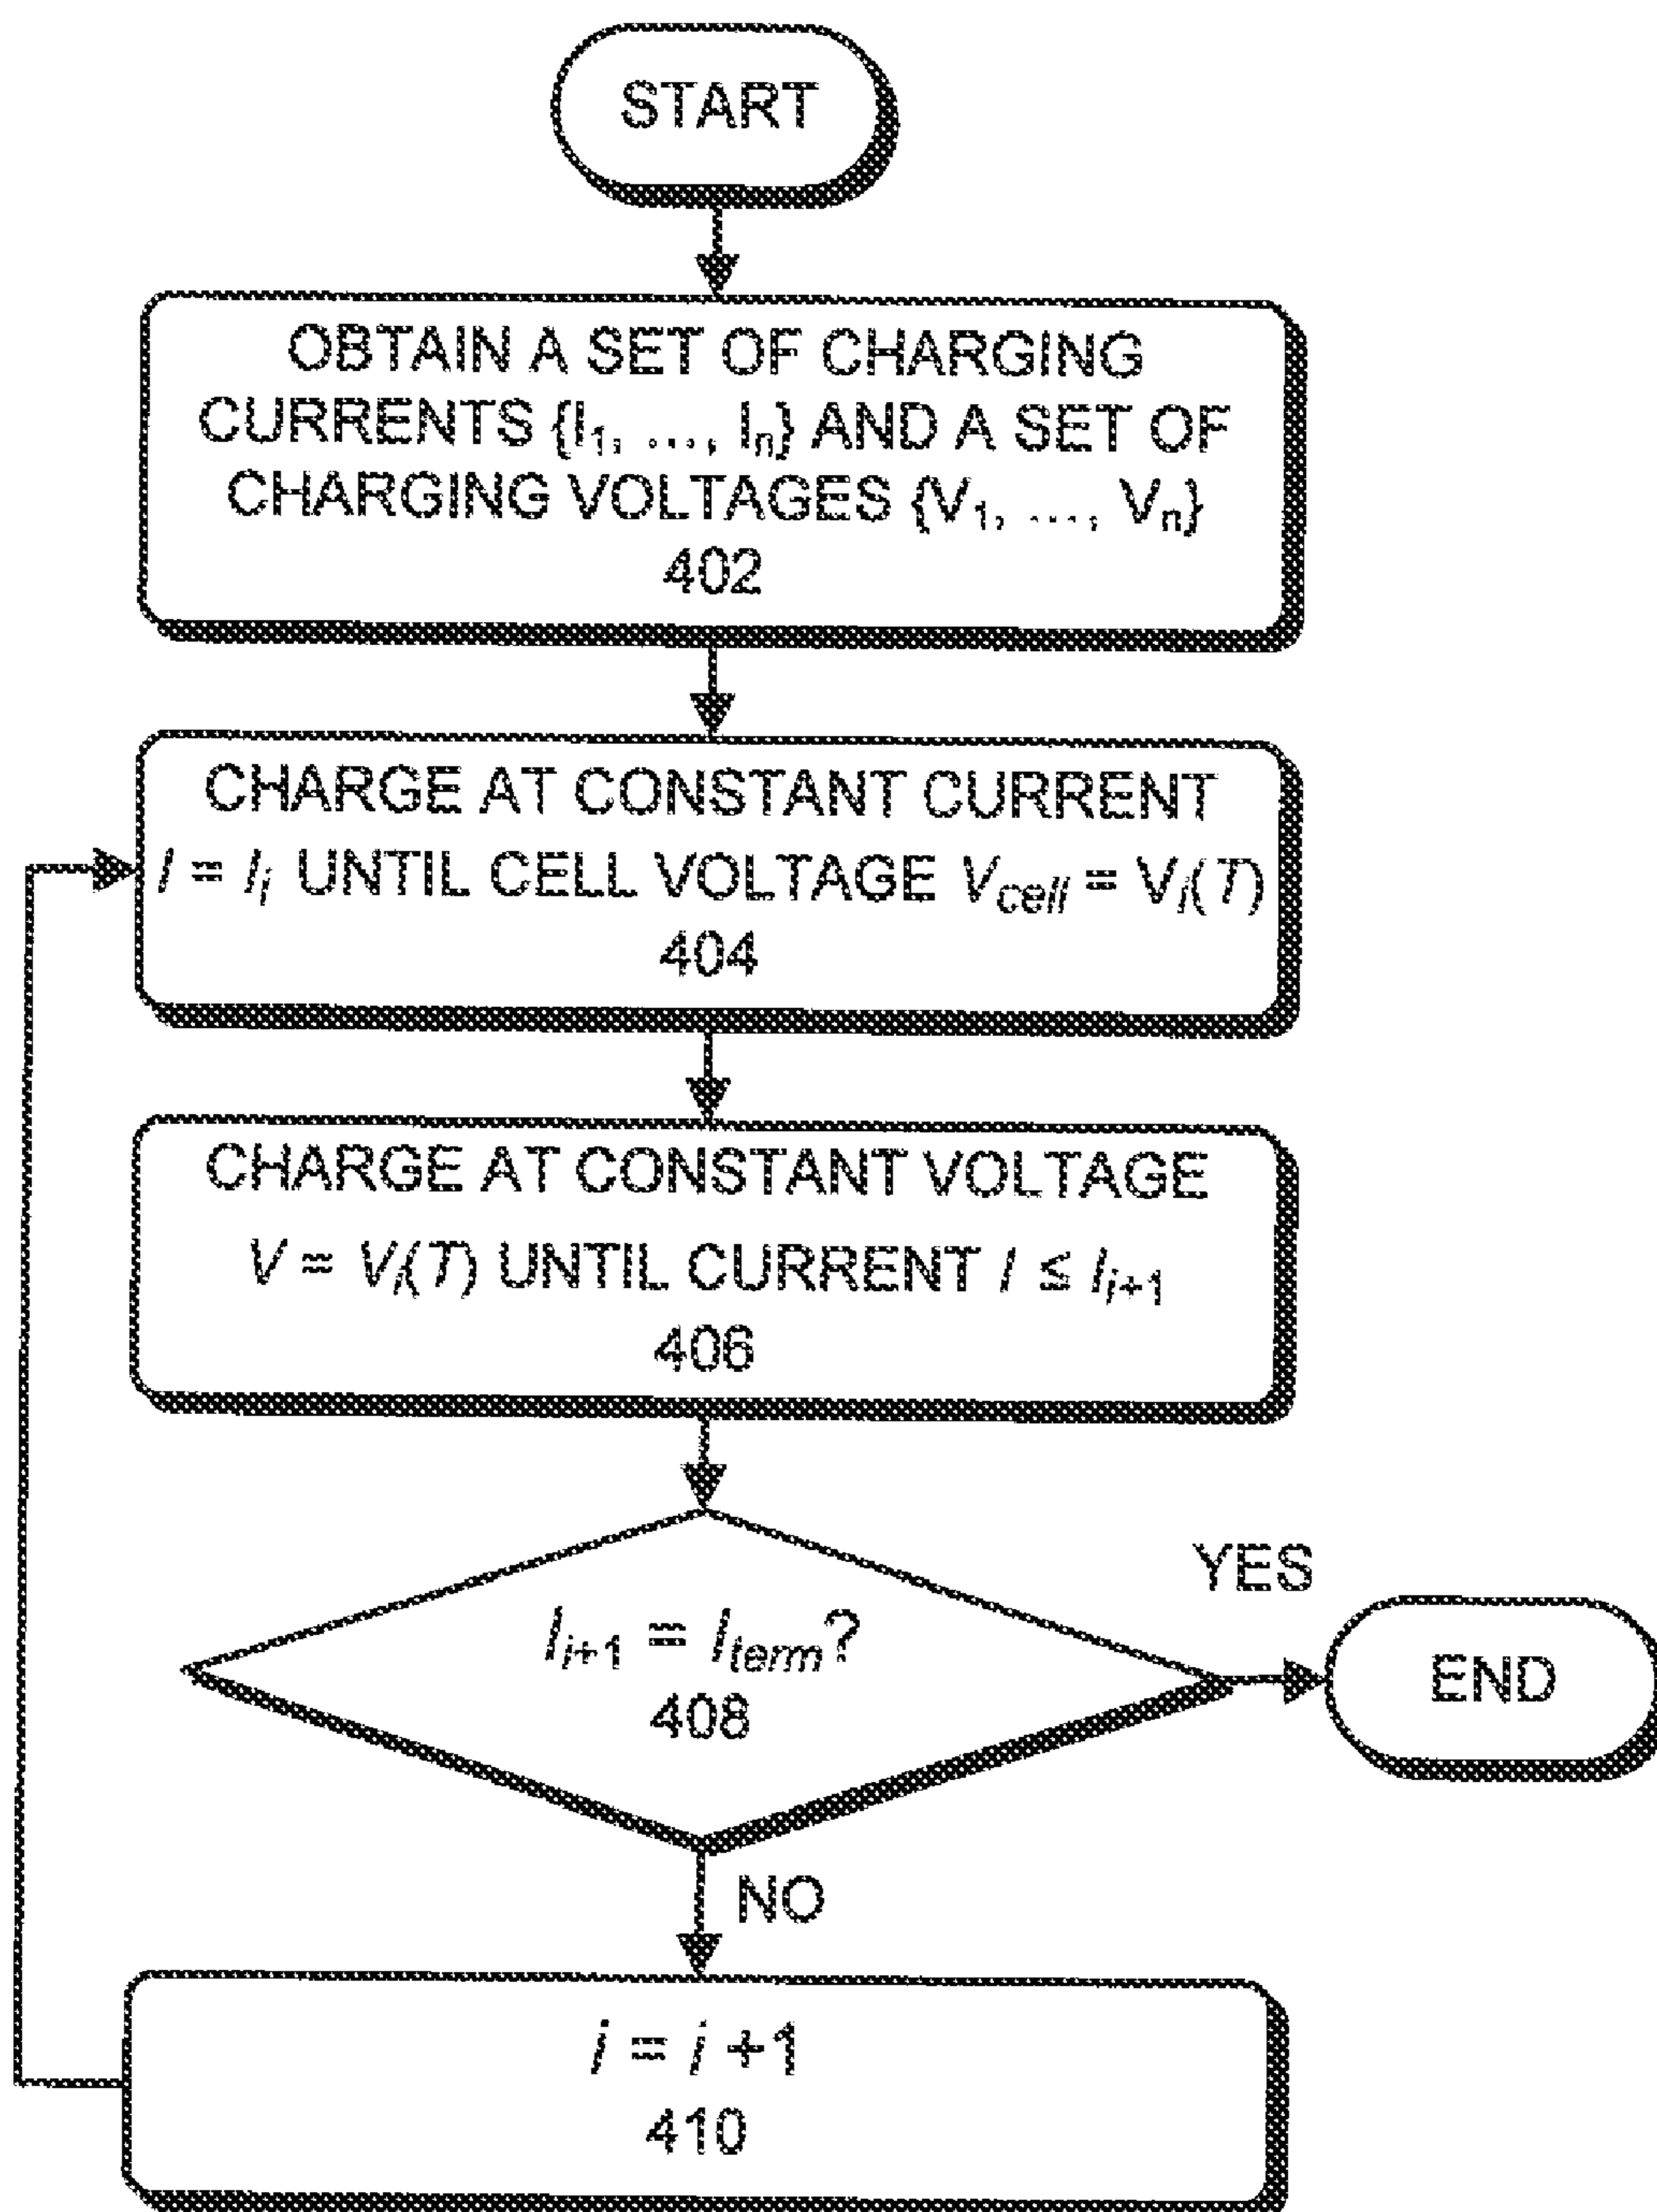 START
OBTAIN A SET OF CHARGING
CURRENTS {I₁, ..., Iₙ} AND A SET OF
CHARGING VOLTAGES {V₁, ..., Vₙ}
402
CHARGE AT CONSTANT CURRENT
I = Iᵢ UNTIL CELL VOLTAGE V_cell = Vᵢ(T)
404
CHARGE AT CONSTANT VOLTAGE
V = Vᵢ(T) UNTIL CURRENT I ≤ Iᵢ₊₁
406
Iᵢ₊₁ = I_term?
408
YES
END
NO
i = i +1
410